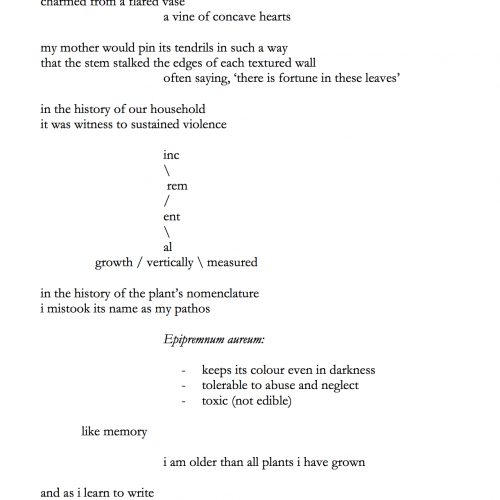 charmed from a flared vase
a vine of concave hearts
my mother would pin its tendrils in such a way
that the stem stalked the edges of each textured wall
often saying, ‘there is fortune in these leaves’
in the history of our household
it was witness to sustained violence
inc
\
rem
/
ent
\
al
growth / vertically \ measured
in the history of the plant’s nomenclature
i mistook its name as my pathos
Epipremnum aureum:
- keeps its colour even in darkness
- tolerable to abuse and neglect
- toxic (not edible)
like memory
i am older than all plants i have grown
and as i learn to write